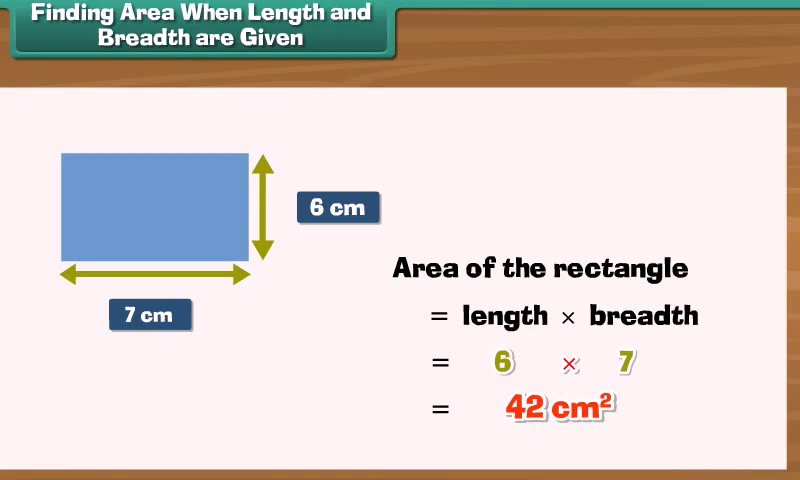 Finding Area When Length and
Breadth are Given
6 cm
7 cm
Area of the rectangle
= length × breadth
= 6 × 7
= 42 cm²